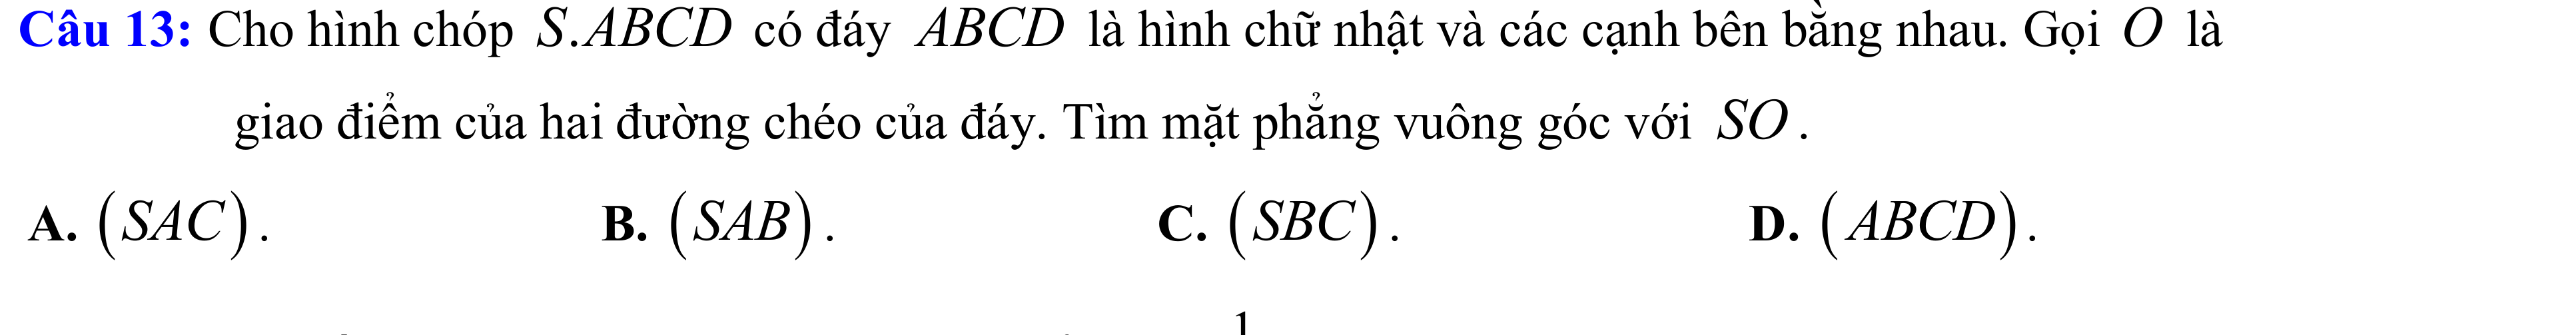 Câu 13: Cho hình chóp S.ABCD có đáy ABCD là hình chữ nhật và các cạnh bên bằng nhau. Gọi O là
giao điểm của hai đường chéo của đáy. Tìm mặt phẳng vuông góc với SO.
A. (SAC). B. (SAB). C. (SBC). D. (ABCD).